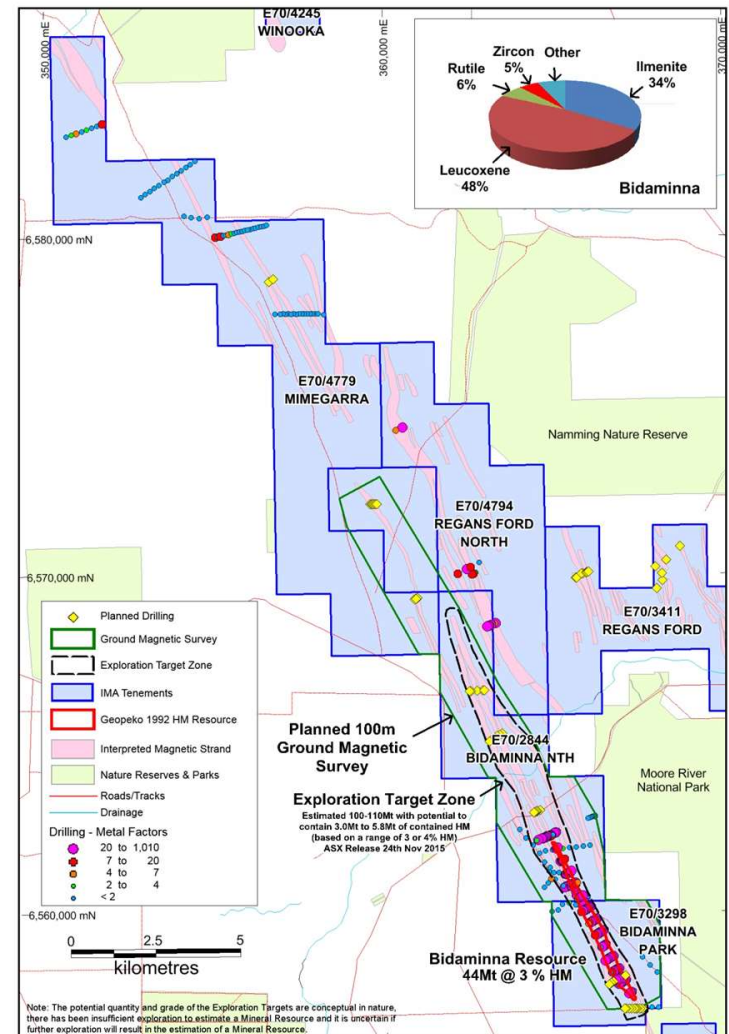 E70/4245
WINOOKA
350,000 mE
360,000 mE
370,000 mE
Zircon
5%
Other
Rutile
6%
Ilmenite
34%
Leucoxene
48%
Bidaminna
6,580,000 mN
E70/4779
MIMEGARRA
Namming Nature Reserve
E70/4794
REGANS FORD
NORTH
6,570,000 mN
E70/3411
REGANS FORD
Planned Drilling
Ground Magnetic Survey
Exploration Target Zone
IMA Tenements
Geopeko 1992 HM Resource
Interpreted Magnetic Strand
Nature Reserves & Parks
Roads/Tracks
Drainage
Drilling - Metal Factors
20 to 1,010
7 to 20
4 to 7
2 to 4
< 2
Planned 100m
Ground Magnetic
Survey
E70/2844
BIDAMINNA NTH
Moore River
National Park
Exploration Target Zone
Estimated 100-110Mt with potential to
contain 3.0Mt to 5.8Mt of contained HM
(based on a range of 3 or 4% HM)
ASX Release 24th Nov 2015
6,560,000 mN
E70/3298
BIDAMINNA
PARK
0 2.5 5
kilometres
Bidaminna Resource
44Mt @ 3 % HM
Note: The potential quantity and grade of the Exploration Targets are conceptual in nature,
there has been insufficient exploration to estimate a Mineral Resource and it is uncertain if
further exploration will result in the estimation of a Mineral Resource.